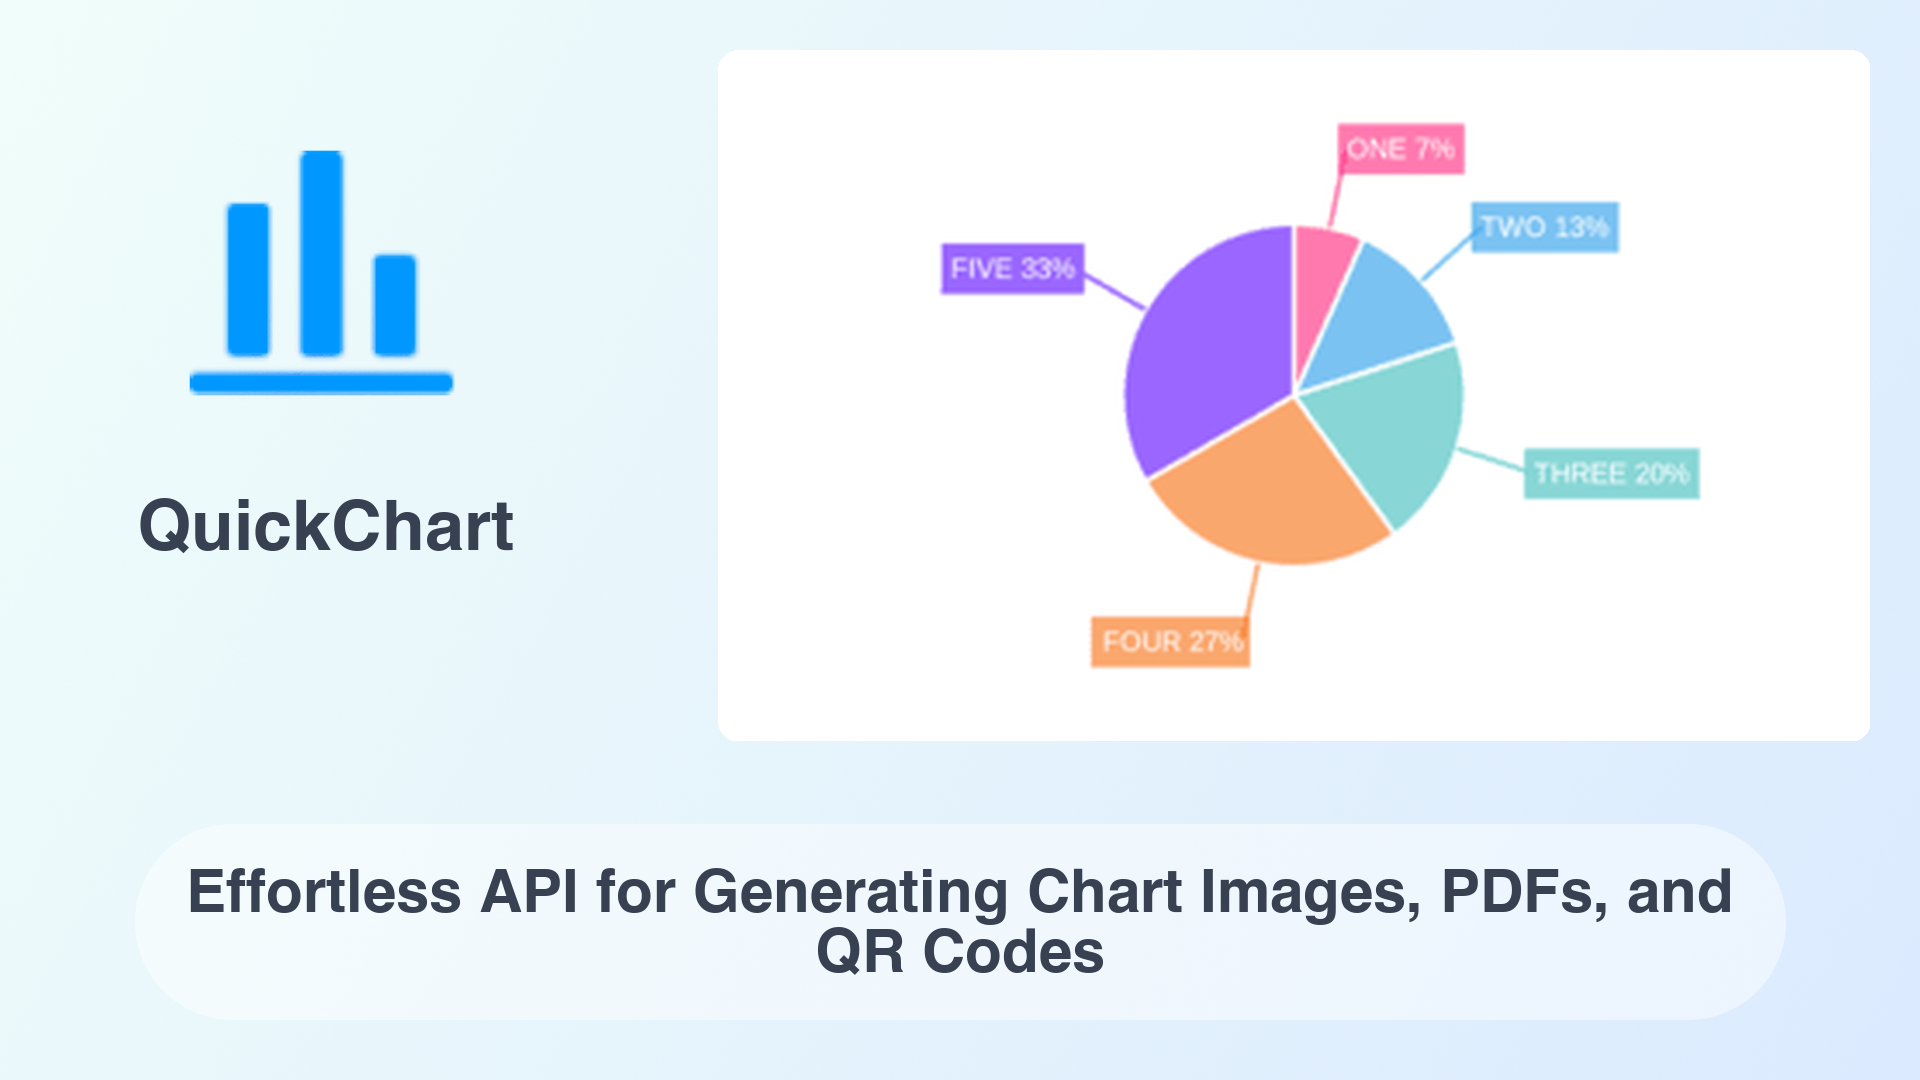 QuickChart
ONE 7%
TWO 13%
FIVE 33%
THREE 20%
FOUR 27%
Effortless API for Generating Chart Images, PDFs, and
QR Codes